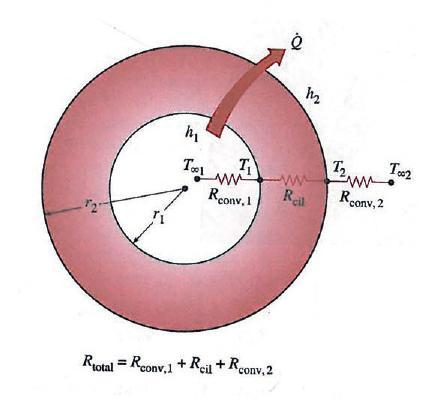 Q̇
h₂
h₁
T∞1 T₁ T₂ T∞2
Rconv, 1 Rcil Rconv, 2
r₂
r₁
Rtotal = Rconv,1 + Rcil + Rconv, 2